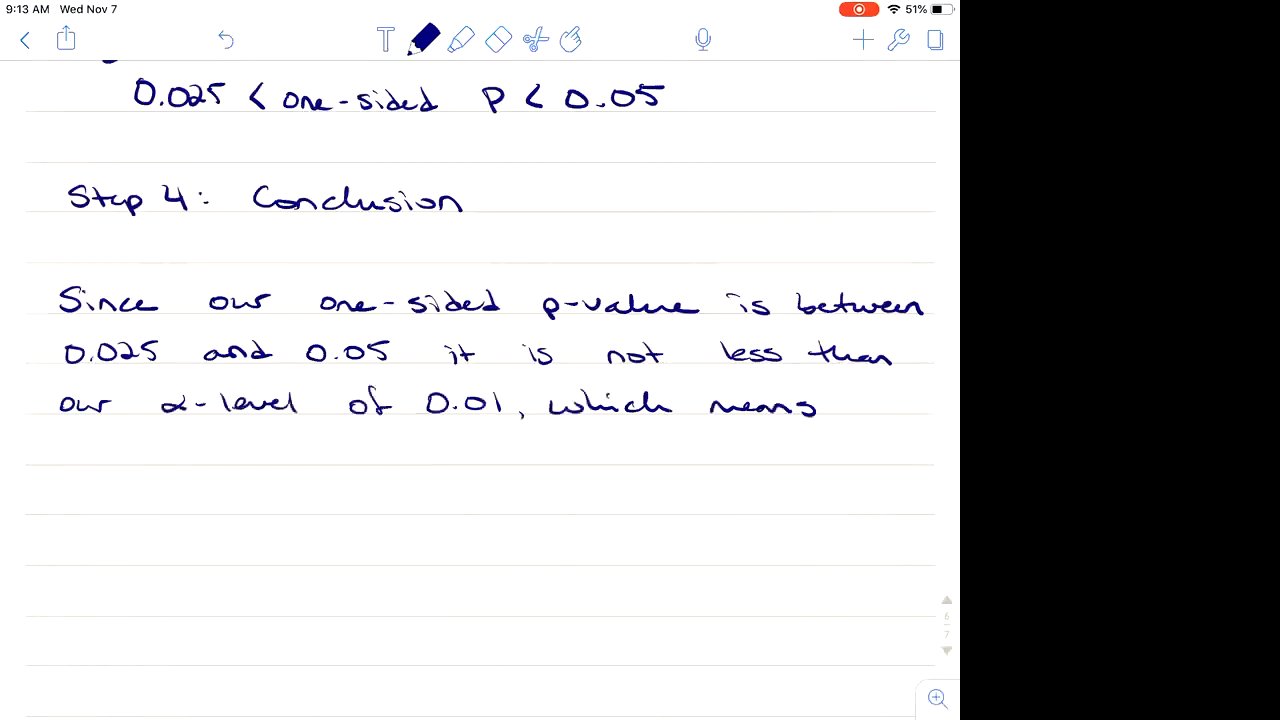 9:13 AM Wed Nov 7
51%
T
0.025 < one-sided p < 0.05
Step 4: Conclusion
Since our one-sided p-value is between
0.025 and 0.05 it is not less than
our α-level of 0.01, which means
6
7